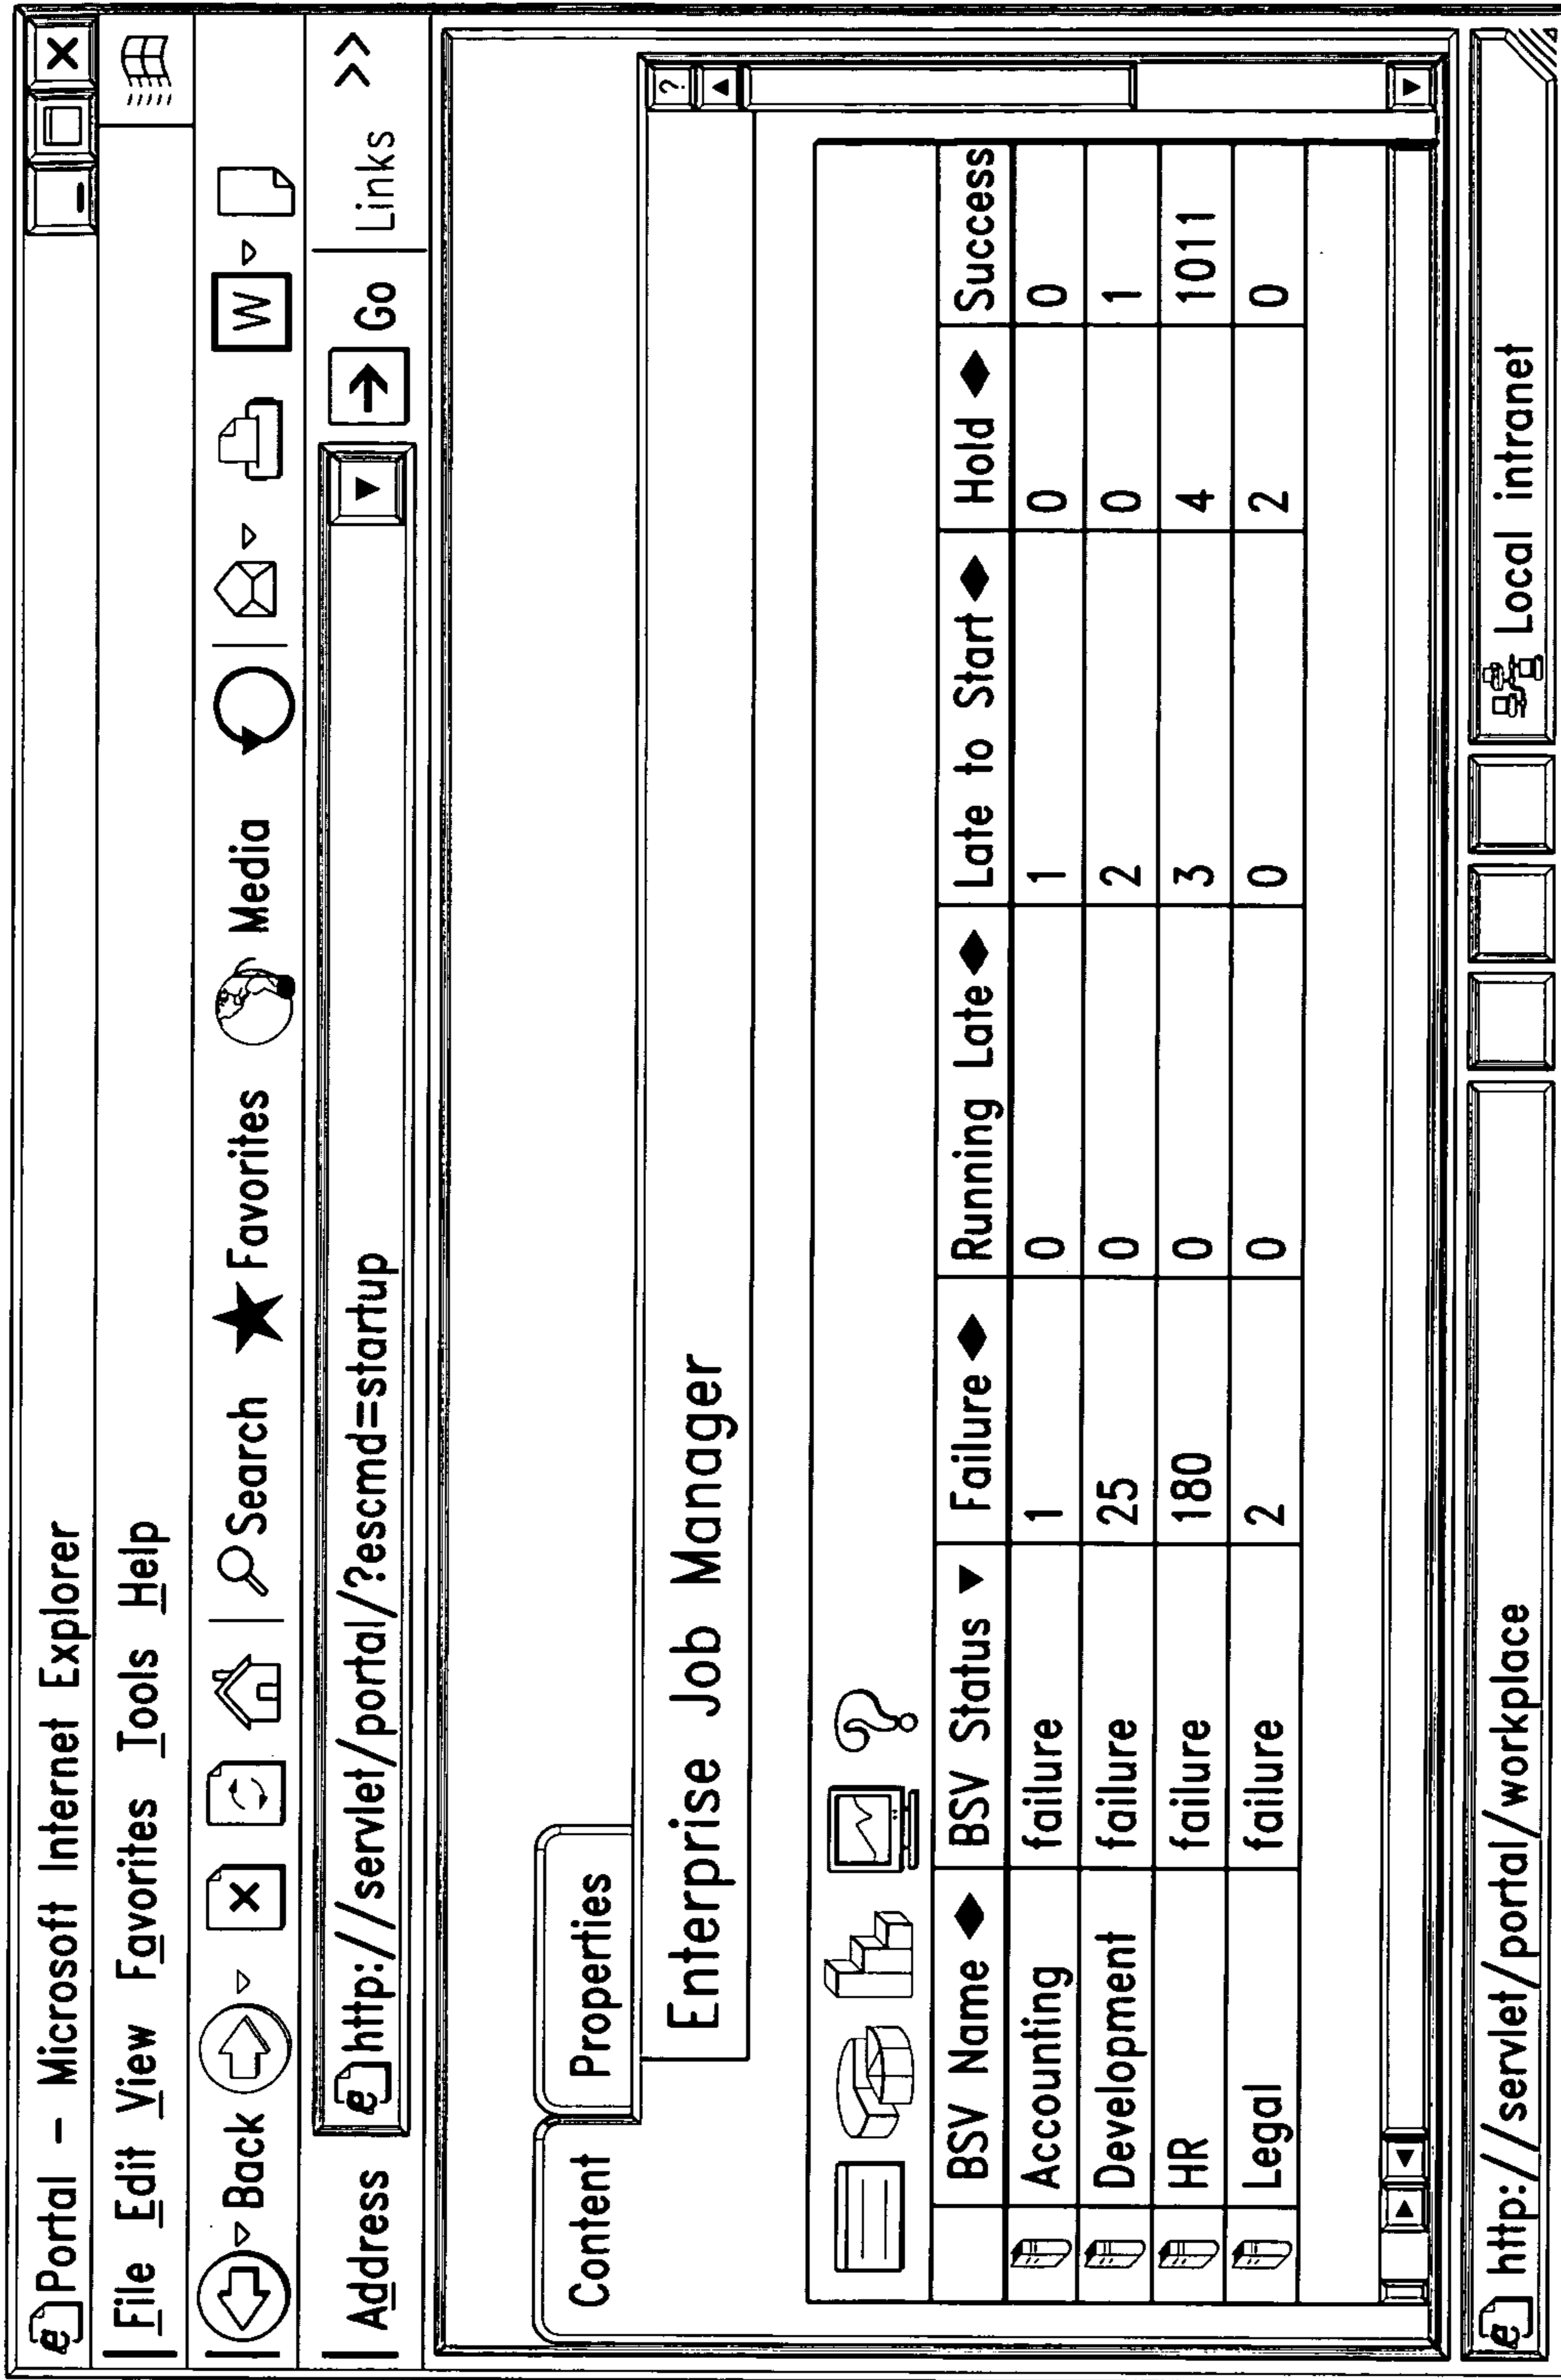 Portal - Microsoft Internet Explorer
File Edit View Favorites Tools Help
Back Search Favorites Media W
Address http://servlet/portal/?escmd=startup Go Links >>
Content Properties
?
Enterprise Job Manager
BSV Name BSV Status Failure Running Late Late to Start Hold Success
Accounting failure 1 0 1 0 0
Development failure 25 0 2 0 1
HR failure 180 0 3 4 1011
Legal failure 2 0 0 2 0
http://servlet/portal/workplace Local intranet